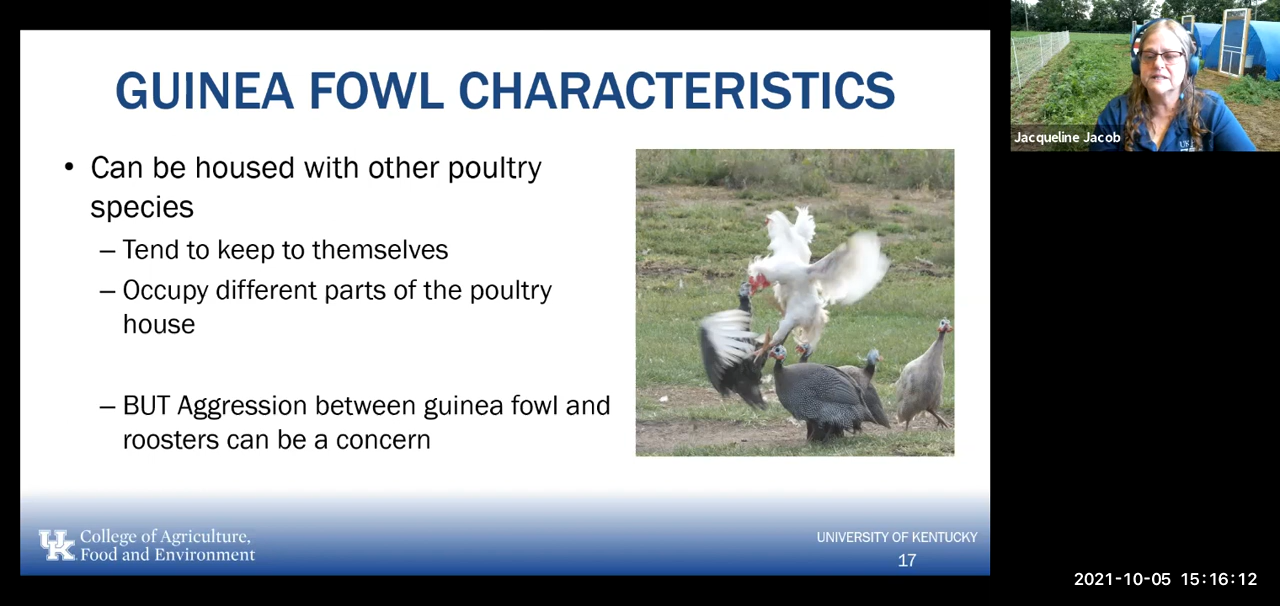 GUINEA FOWL CHARACTERISTICS
• Can be housed with other poultry
species
– Tend to keep to themselves
– Occupy different parts of the poultry
house
– BUT Aggression between guinea fowl and
roosters can be a concern
UK
College of Agriculture,
Food and Environment
UNIVERSITY OF KENTUCKY
17
Jacqueline Jacob
2021-10-05 15:16:12